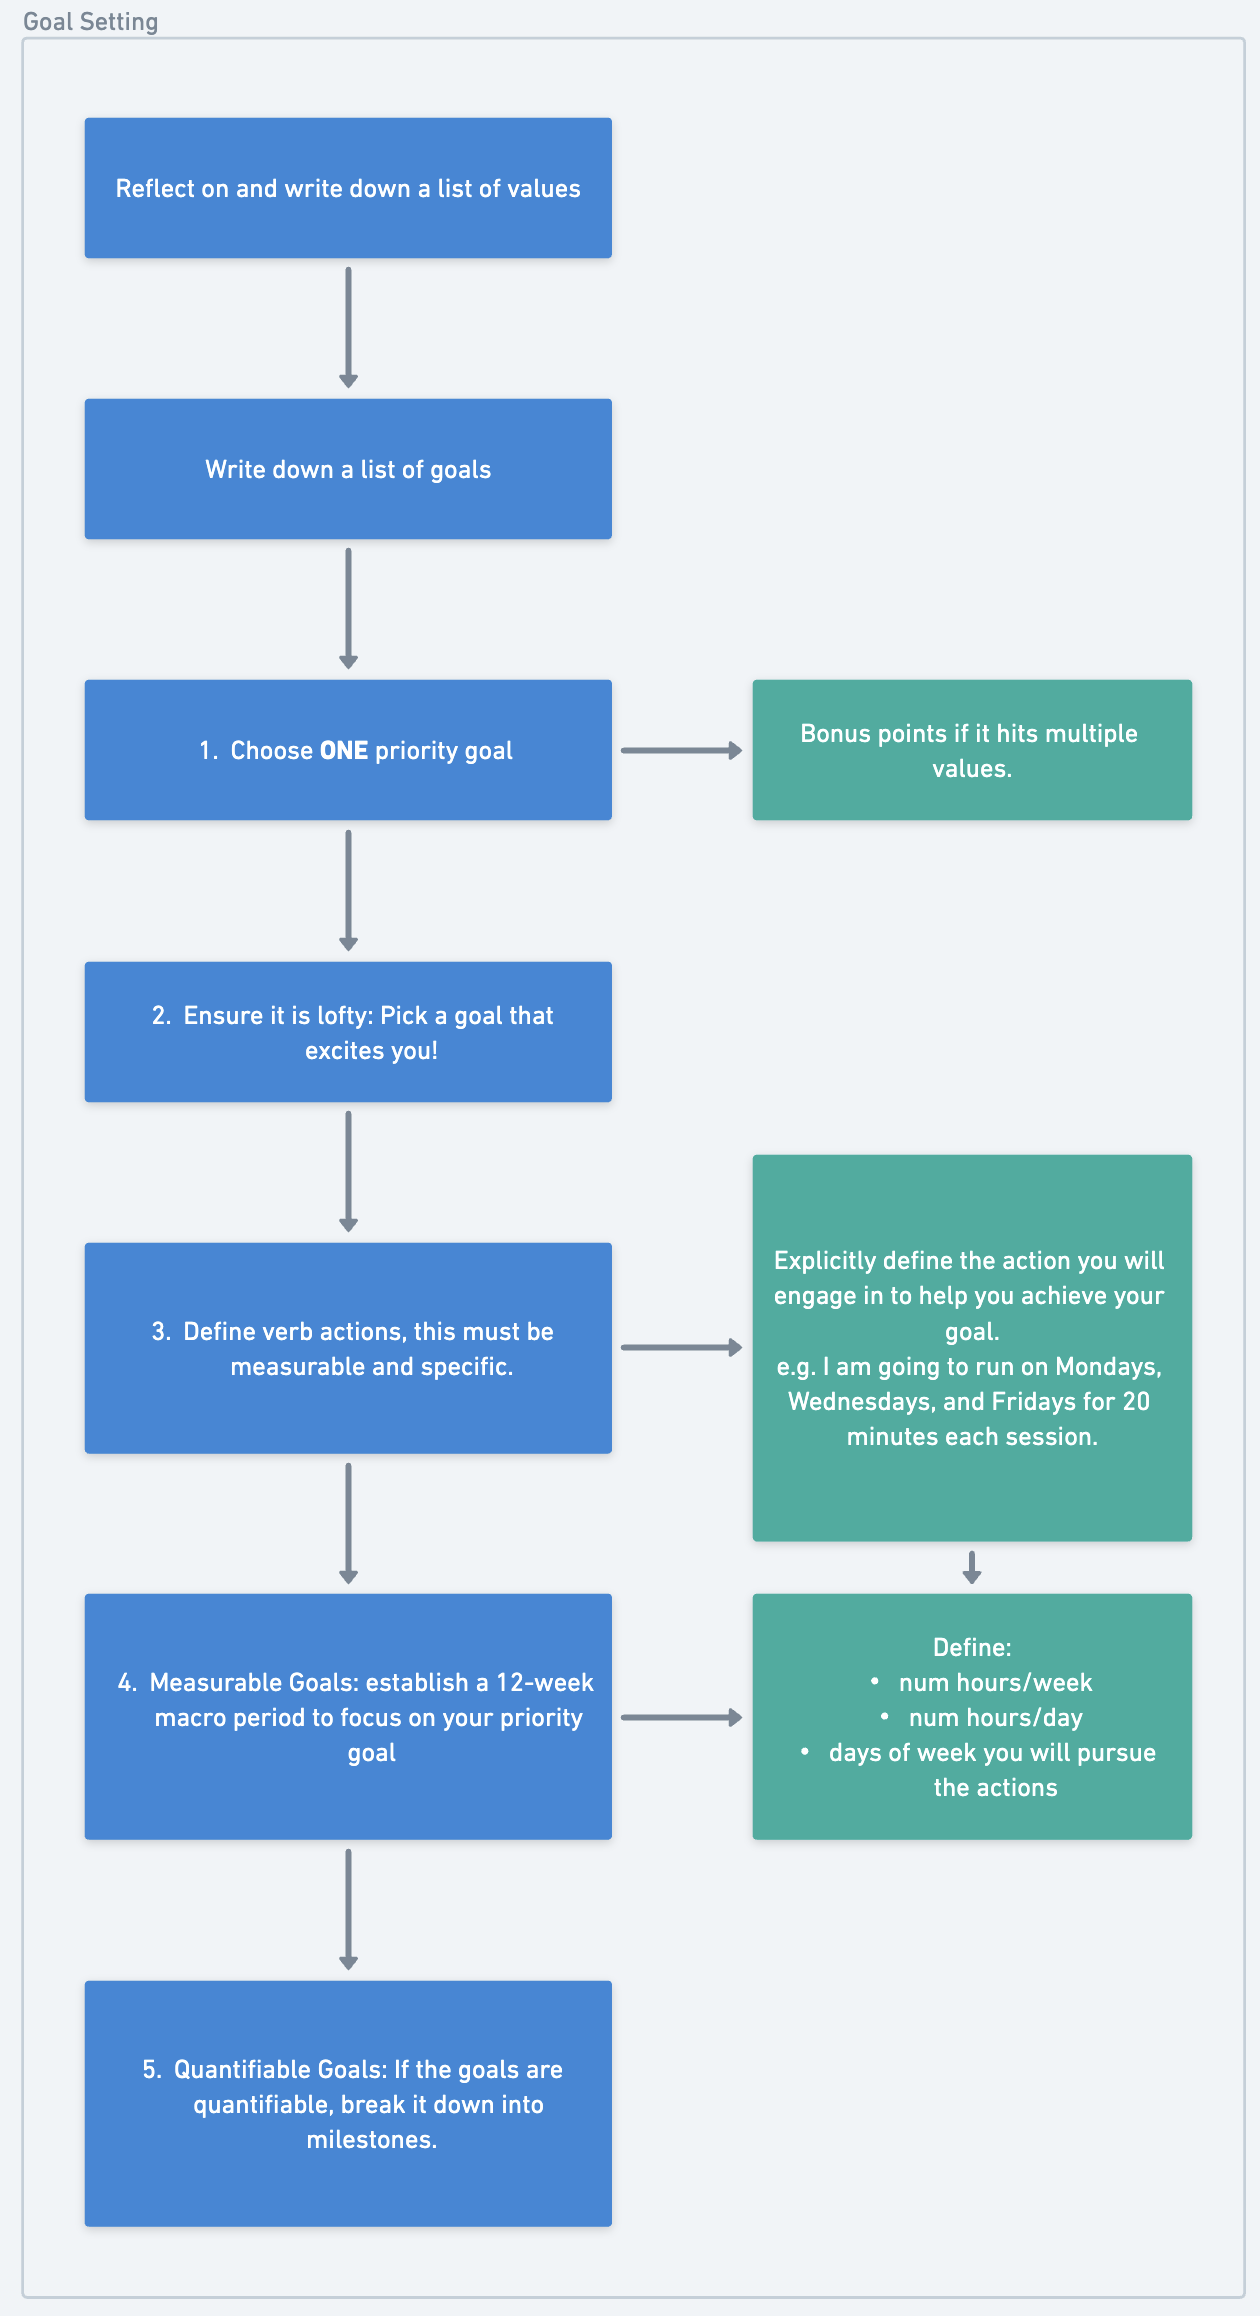 Goal Setting
Reflect on and write down a list of values
Write down a list of goals
1. Choose ONE priority goal
Bonus points if it hits multiple
values.
2. Ensure it is lofty: Pick a goal that
excites you!
3. Define verb actions, this must be
measurable and specific.
Explicitly define the action you will
engage in to help you achieve your
goal.
e.g. I am going to run on Mondays,
Wednesdays, and Fridays for 20
minutes each session.
4. Measurable Goals: establish a 12-week
macro period to focus on your priority
goal
Define:
• num hours/week
• num hours/day
• days of week you will pursue
the actions
5. Quantifiable Goals: If the goals are
quantifiable, break it down into
milestones.